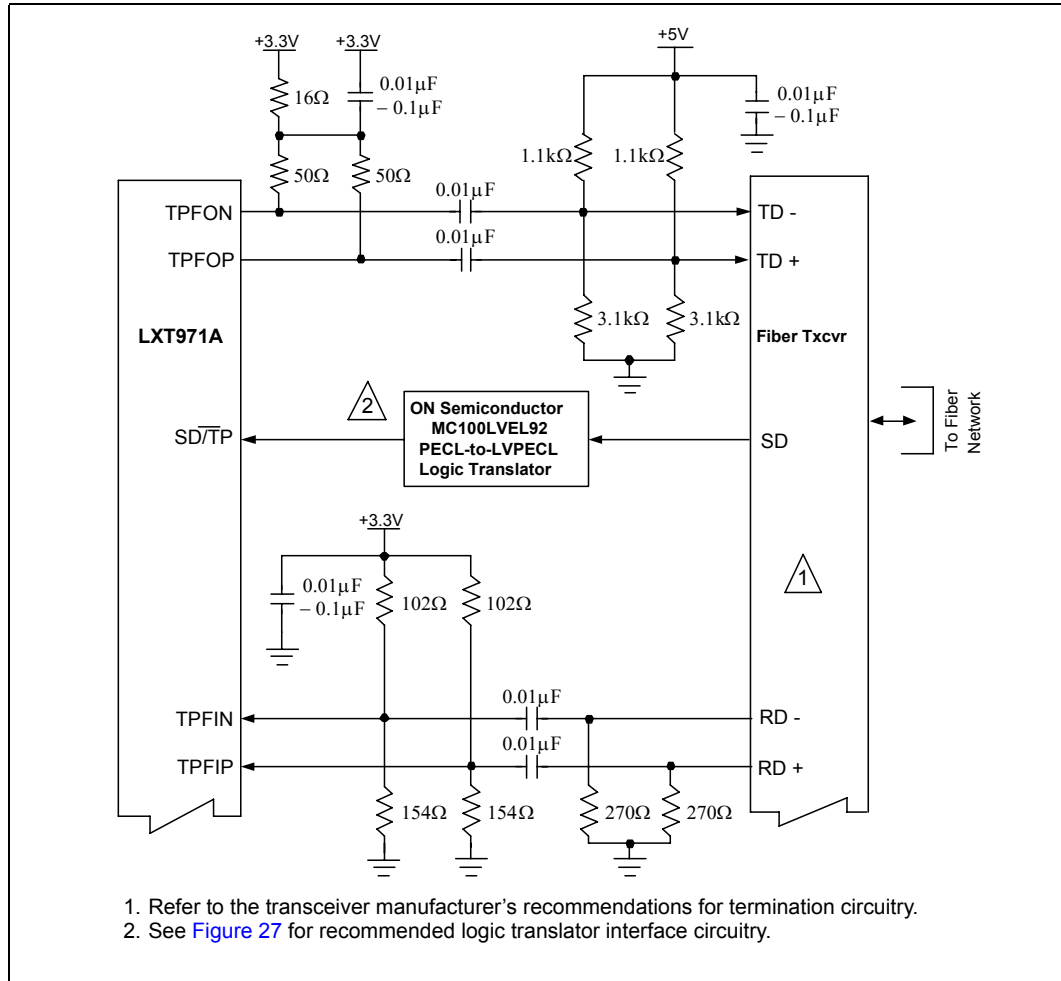 +3.3V
+3.3V
+5V
16Ω
0.01µF
– 0.1µF
0.01µF
– 0.1µF
1.1kΩ
1.1kΩ
50Ω
50Ω
0.01µF
TPFON
TD -
0.01µF
TPFOP
TD +
3.1kΩ
3.1kΩ
LXT971A
Fiber Txcvr
2
ON Semiconductor
MC100LVEL92
PECL-to-LVPECL
Logic Translator
SD/T̅P̅
SD
To Fiber
Network
+3.3V
1
0.01µF
– 0.1µF
102Ω
102Ω
0.01µF
TPFIN
RD -
0.01µF
TPFIP
RD +
154Ω
154Ω
270Ω
270Ω
1. Refer to the transceiver manufacturer's recommendations for termination circuitry.
2. See Figure 27 for recommended logic translator interface circuitry.